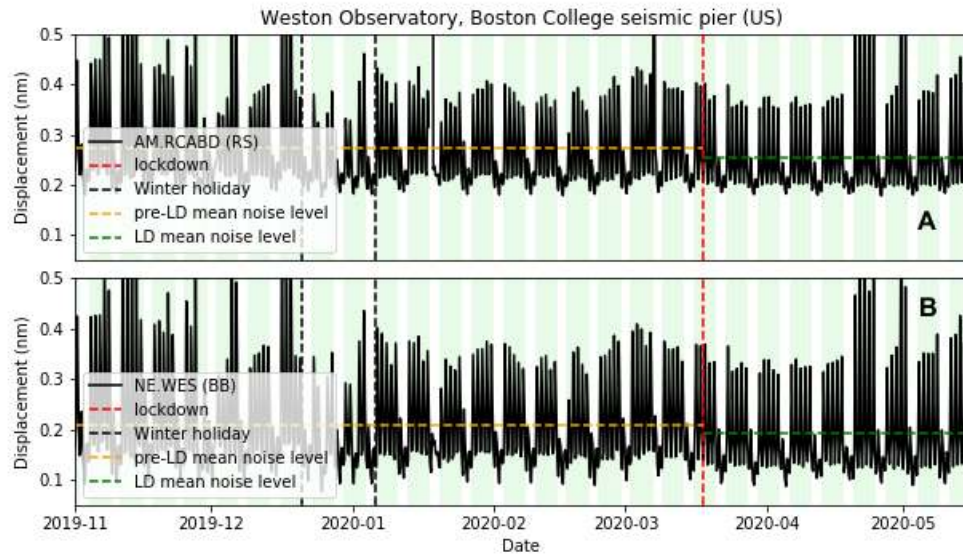 Weston Observatory, Boston College seismic pier (US)
0.5
0.4
0.3
0.2
0.1
Displacement (nm)
AM.RCABD (RS)
lockdown
Winter holiday
pre-LD mean noise level
LD mean noise level
A
0.5
0.4
0.3
0.2
0.1
Displacement (nm)
B
NE.WES (BB)
lockdown
Winter holiday
pre-LD mean noise level
LD mean noise level
2019-11 2019-12 2020-01 2020-02 2020-03 2020-04 2020-05
Date